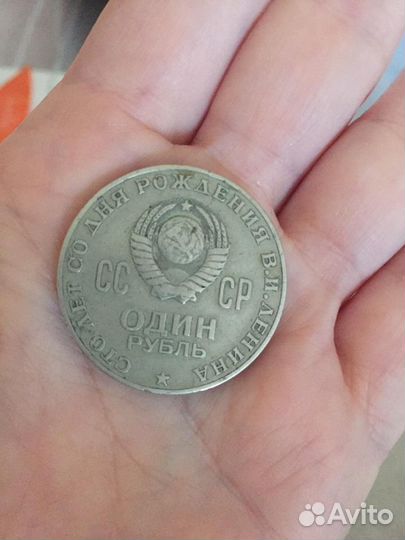 СТО ЛЕТ СО ДНЯ РОЖДЕНИЯ В.И.ЛЕНИНА
СС СР
ОДИН
РУБЛЬ
Avito